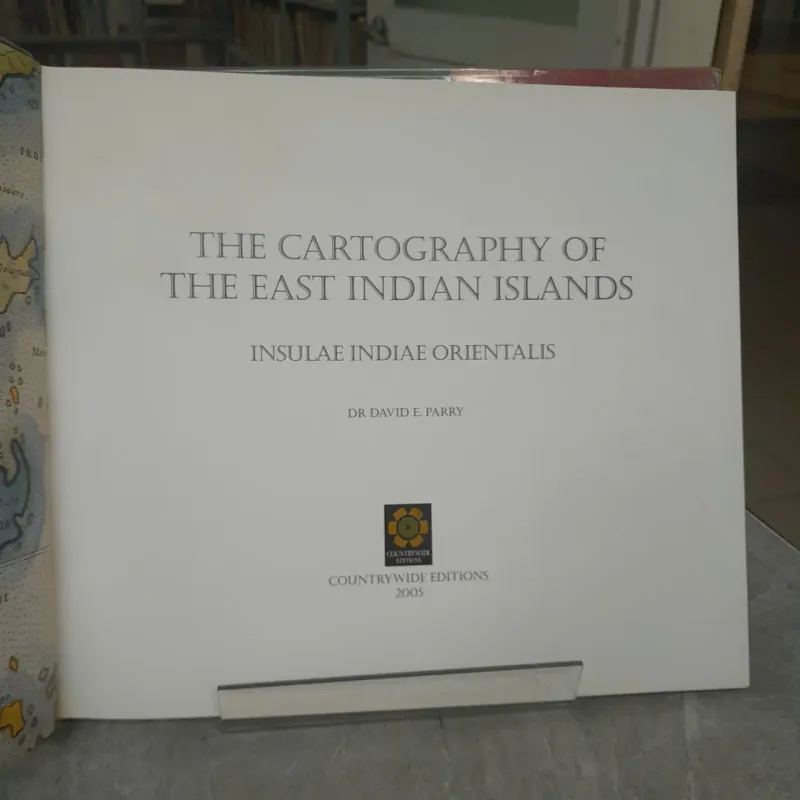 THE CARTOGRAPHY OF
THE EAST INDIAN ISLANDS
INSULAE INDIAE ORIENTALIS
DR DAVID E. PARRY
COUNTRYWIDE
EDITIONS
COUNTRYWIDE EDITIONS
2005